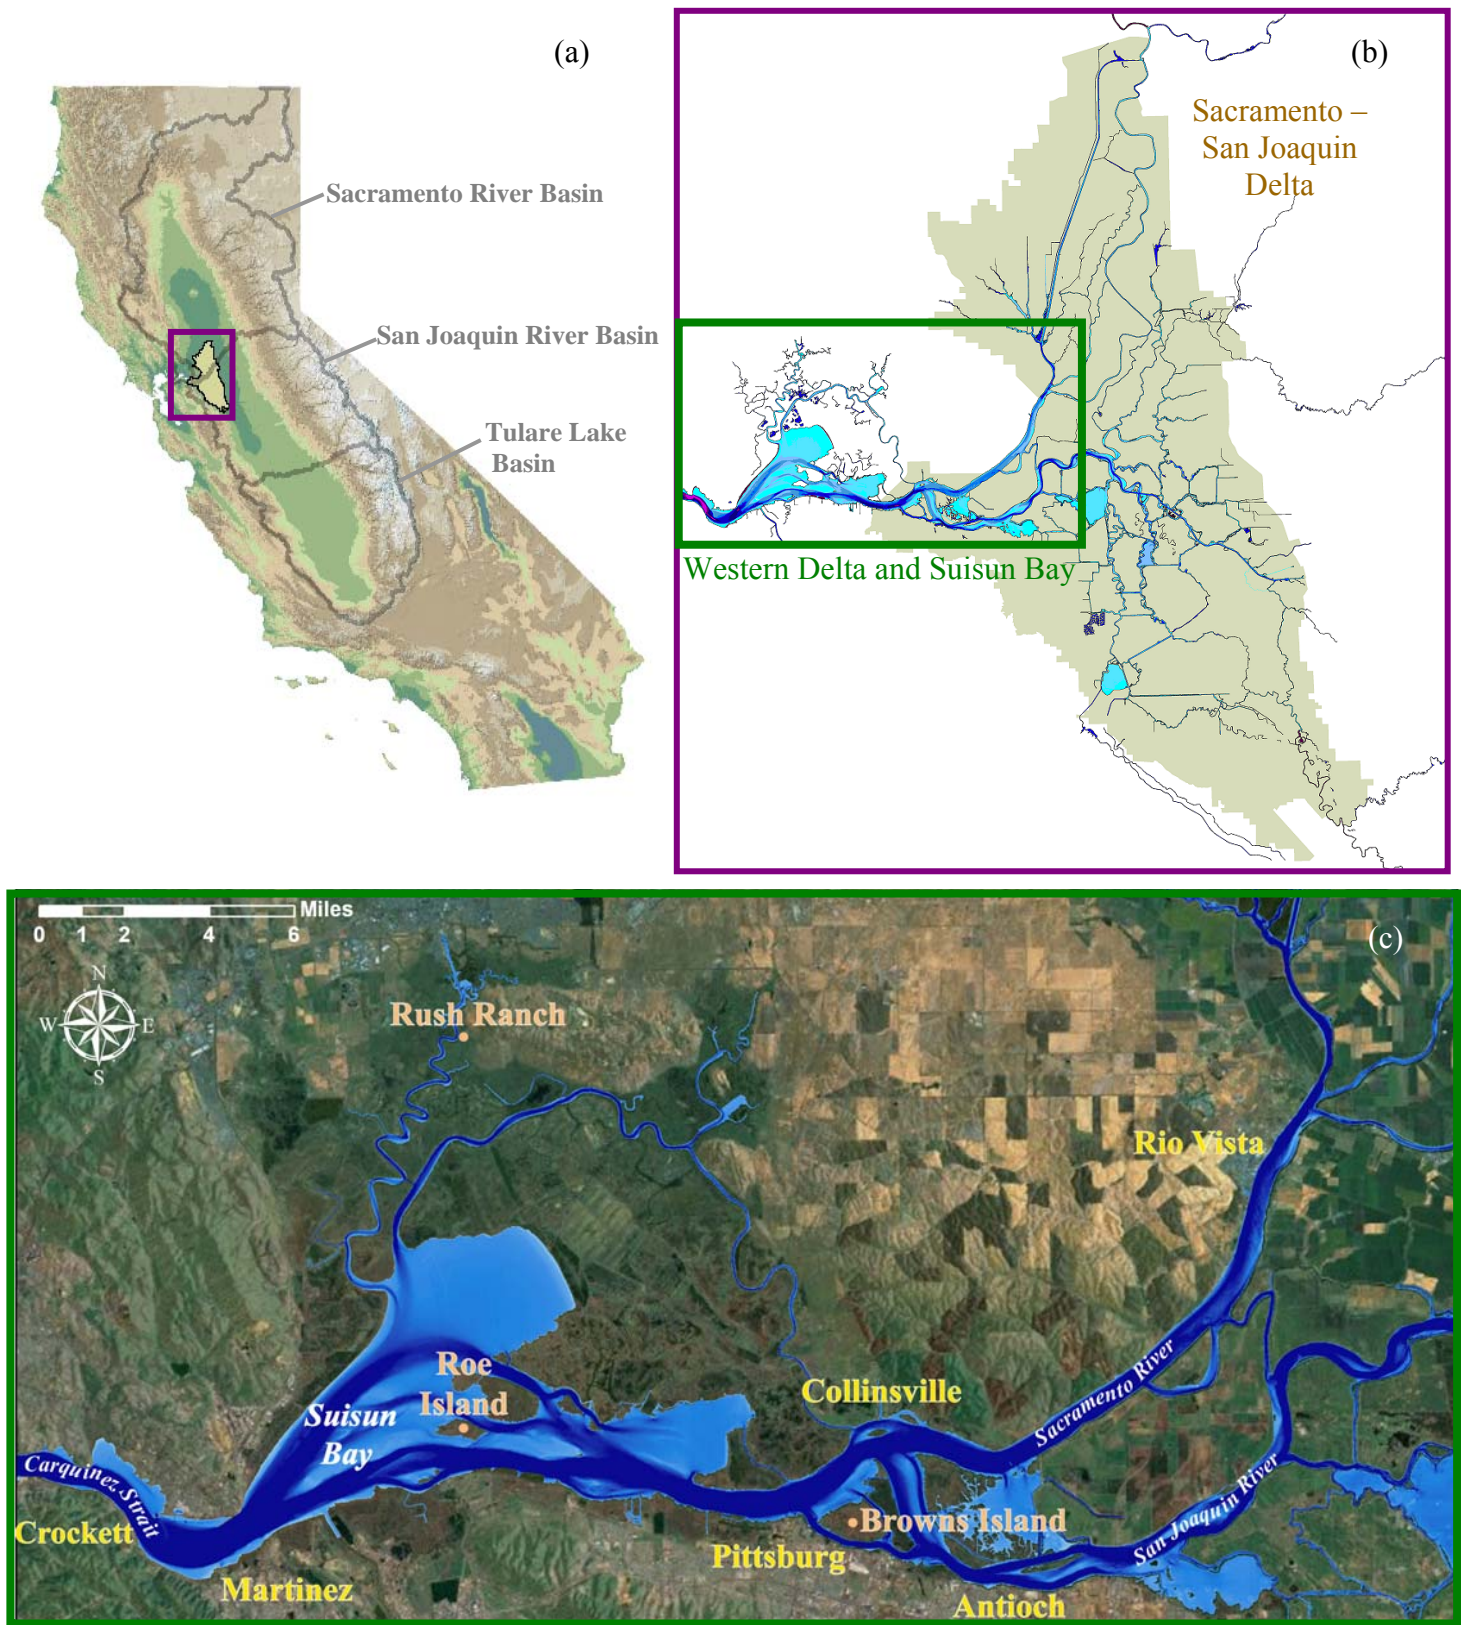 (a)
Sacramento River Basin
San Joaquin River Basin
Tulare Lake
Basin
(b)
Sacramento –
San Joaquin
Delta
Western Delta and Suisun Bay
Miles
0 1 2 4 6
(c)
N
W E
S
Rush Ranch
Rio Vista
Roe
Island
Suisun
Bay
Collinsville
Sacramento River
Carquinez Strait
Crockett
Browns Island
San Joaquin River
Pittsburg
Martinez
Antioch